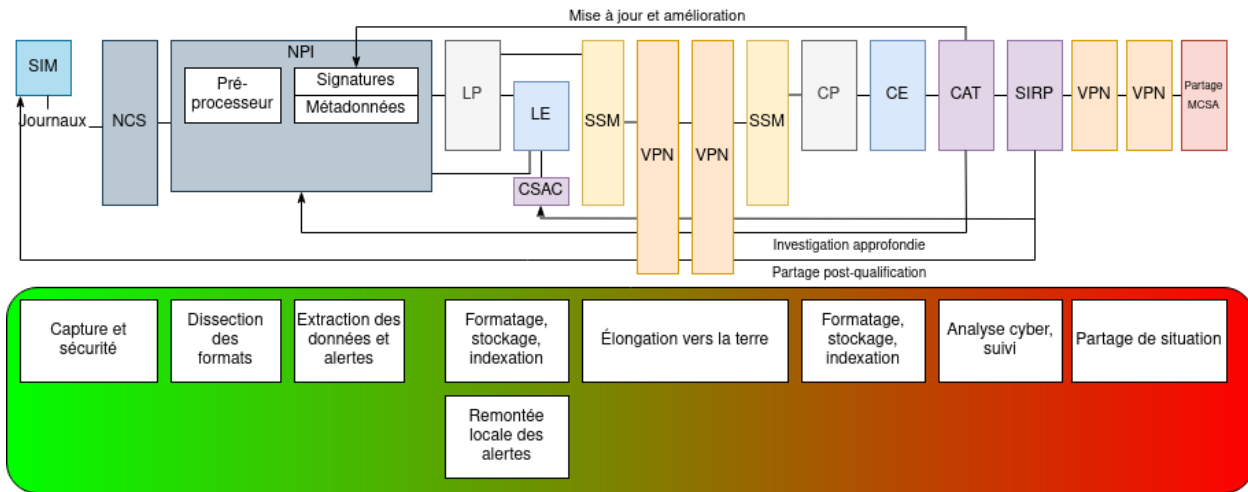 Mise à jour et amélioration
SIM
Journaux
NCS
NPI
Pré-
processeur
Signatures
Métadonnées
LP
LE
CSAC
SSM
VPN
VPN
SSM
CP
CE
CAT
SIRP
VPN
VPN
Partage
MCSA
Investigation approfondie
Partage post-qualification
Capture et
sécurité
Dissection
des
formats
Extraction des
données et
alertes
Formatage,
stockage,
indexation
Élongation vers la terre
Formatage,
stockage,
indexation
Analyse cyber,
suivi
Partage de situation
Remontée
locale des
alertes